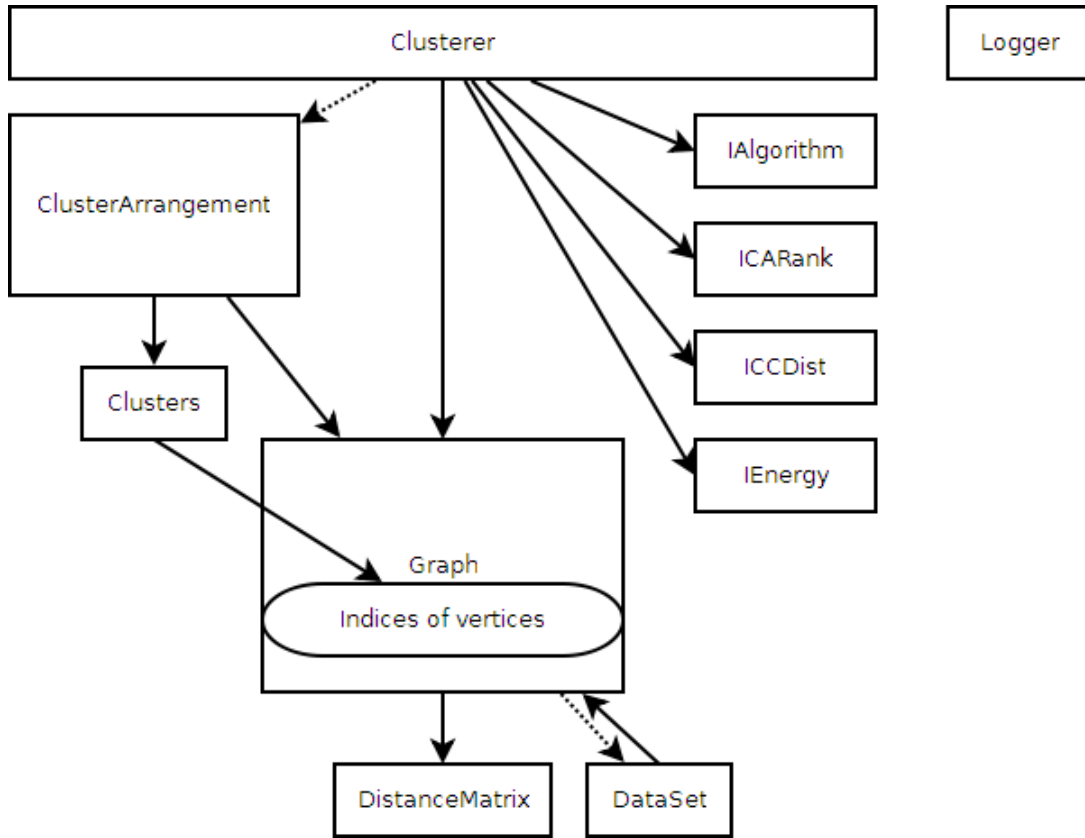 Clusterer
Logger
IAlgorithm
ClusterArrangement
ICARank
ICCDist
Clusters
IEnergy
Graph
Indices of vertices
DistanceMatrix
DataSet